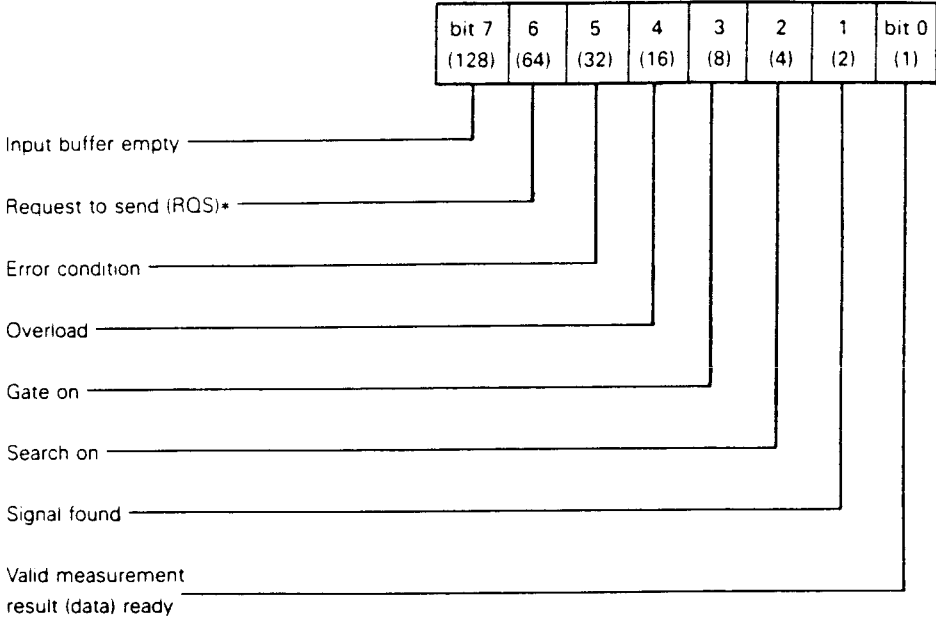 bit 7 6 5 4 3 2 1 bit 0
(128) (64) (32) (16) (8) (4) (2) (1)
Input buffer empty
Request to send (RQS)*
Error condition
Overload
Gate on
Search on
Signal found
Valid measurement
result (data) ready